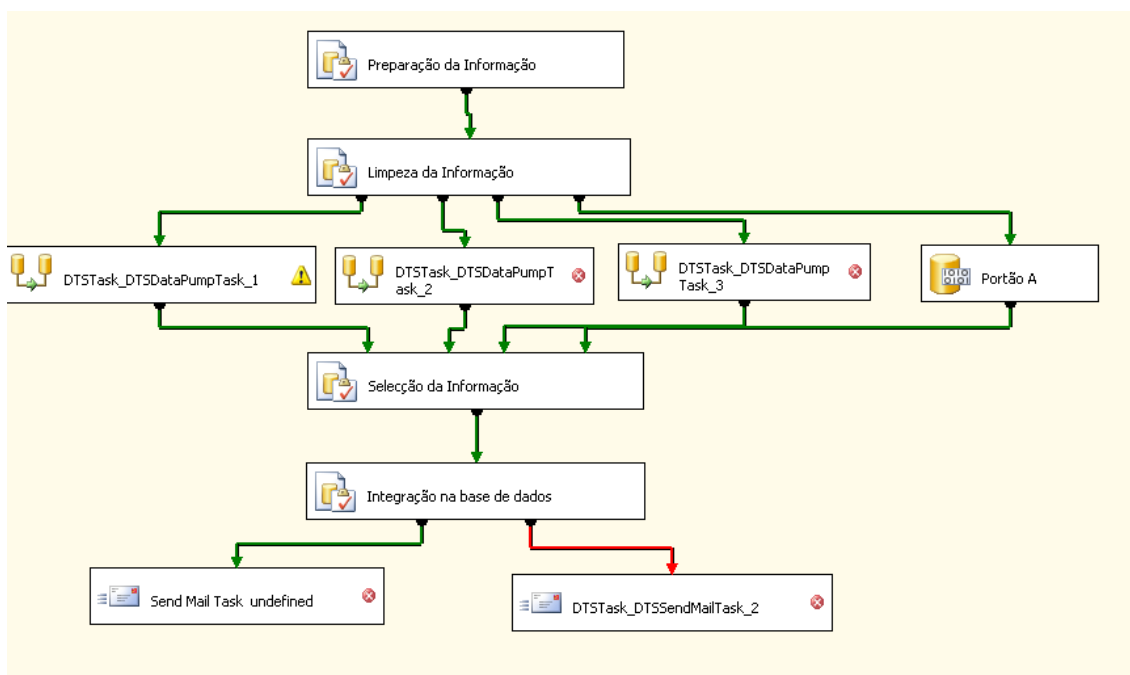 Preparação da Informação
Limpeza da Informação
DTSTask_DTSDataPumpTask_1
DTSTask_DTSDataPumpT
ask_2
DTSTask_DTSDataPump
Task_3
Portão A
Selecção da Informação
Integração na base de dados
Send Mail Task undefined
DTSTask_DTSSendMailTask_2